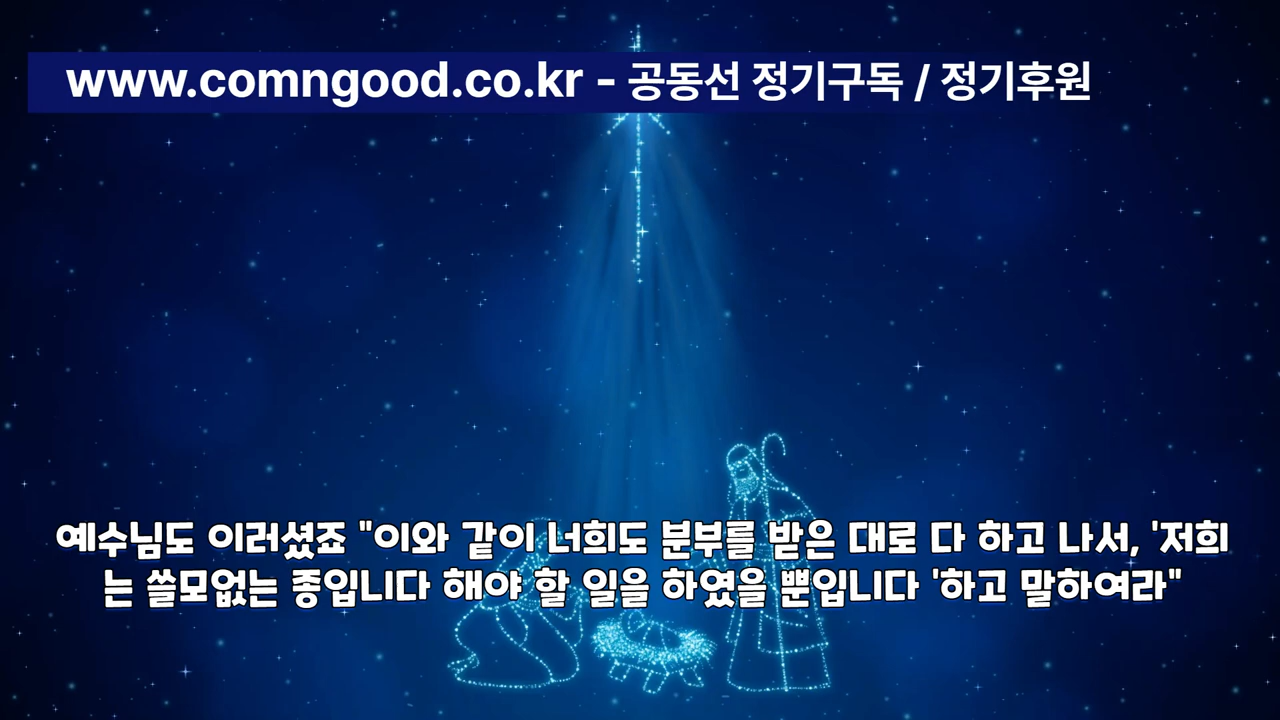 www.comngood.co.kr - 공동선 정기구독 / 정기후원
예수님도 이러셨죠 "이와 같이 너희도 분부를 받은 대로 다 하고 나서, '저희
는 쓸모없는 종입니다 해야 할 일을 하였을 뿐입니다 '하고 말하여라"